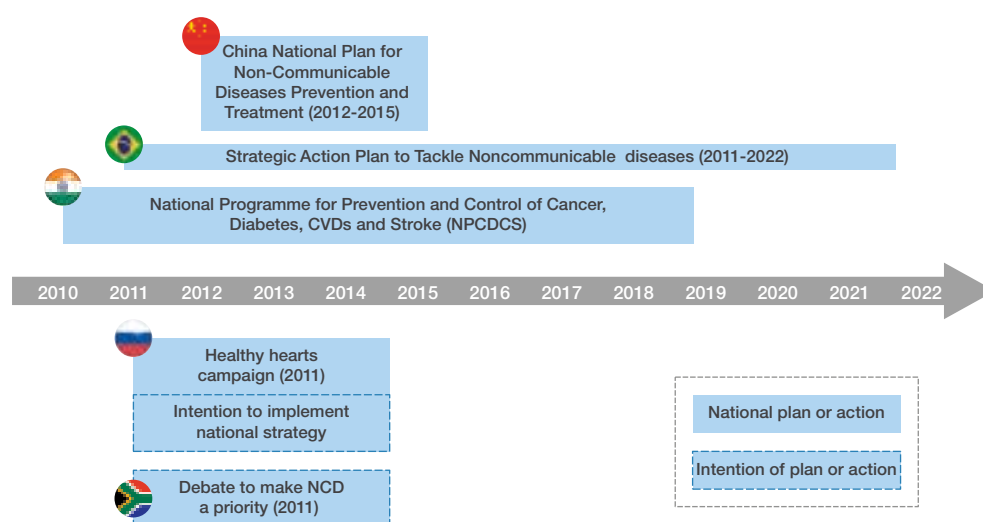 China National Plan for
Non-Communicable
Diseases Prevention and
Treatment (2012-2015)
Strategic Action Plan to Tackle Noncommunicable diseases (2011-2022)
National Programme for Prevention and Control of Cancer,
Diabetes, CVDs and Stroke (NPCDCS)
2010 2011 2012 2013 2014 2015 2016 2017 2018 2019 2020 2021 2022
Healthy hearts
campaign (2011)
Intention to implement
national strategy
Debate to make NCD
a priority (2011)
National plan or action
Intention of plan or action